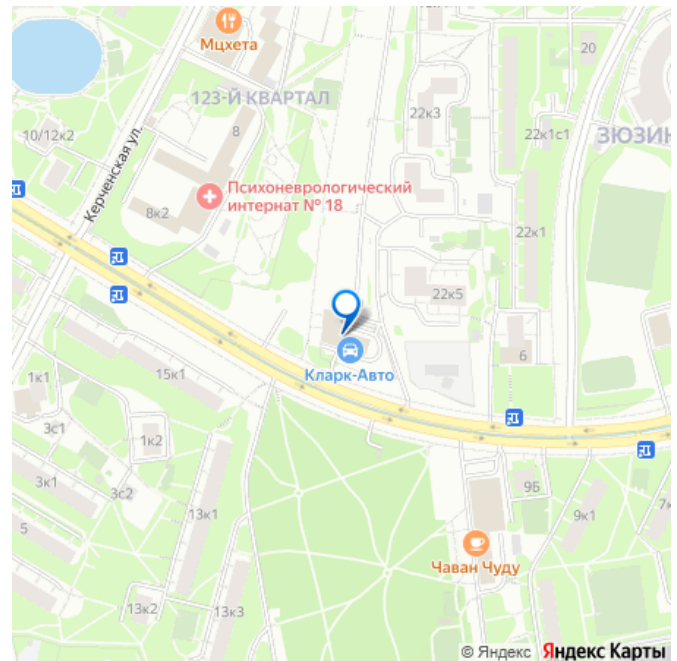 Мцхета
20
123-Й КВАРТАЛ
22к3
10/12к2
8
22к1с1
ЗЮЗИН
Керченская ул.
Психоневрологический
интернат № 18
8к2
22к1
22к5
6
Кларк-Авто
1к1
15к1
3с1
1к2
3к1
3с2
9Б
13к1
5
9к1
7к
Чаван Чуду
13к2
13к3
© Яндекс Яндекс Карты